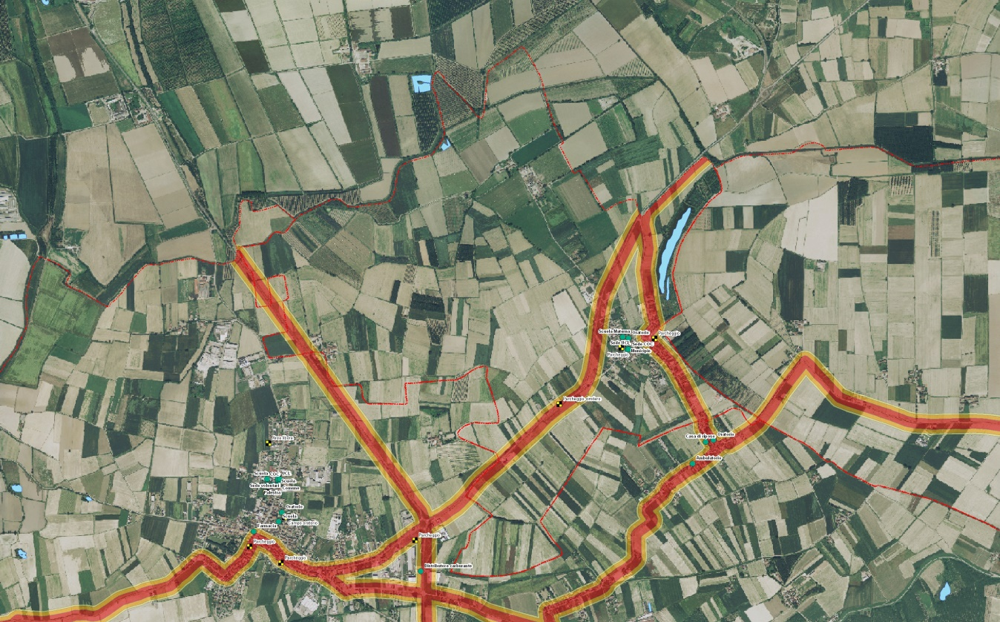 Scuola Materna
Oratorio
Parcheggio
Sede UCL
Sede COC
Municipio
Parcheggio
Parcheggio cimitero
Casa di riposo
Oratorio
Ambulatorio
Area libera
Scuola
COC
UCL
Scuola
Sede volontari
Comune
Palestra
Oratorio
Scuola
Campo oratorio
Farmacia
Parcheggio
Parcheggio
Parcheggio
Distributore carburante